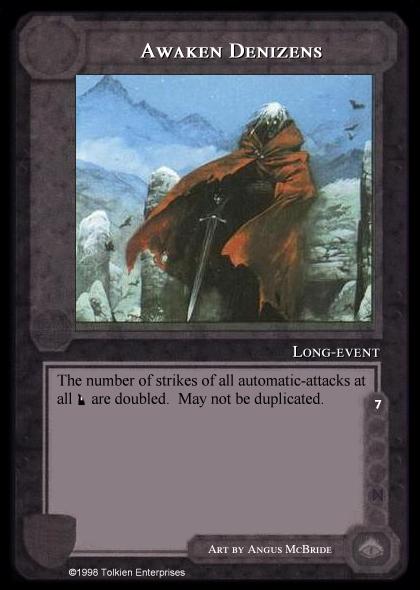 Awaken Denizens
Long-event
The number of strikes of all automatic-attacks at
all are doubled. May not be duplicated.
7
Art by Angus McBride
©1998 Tolkien Enterprises